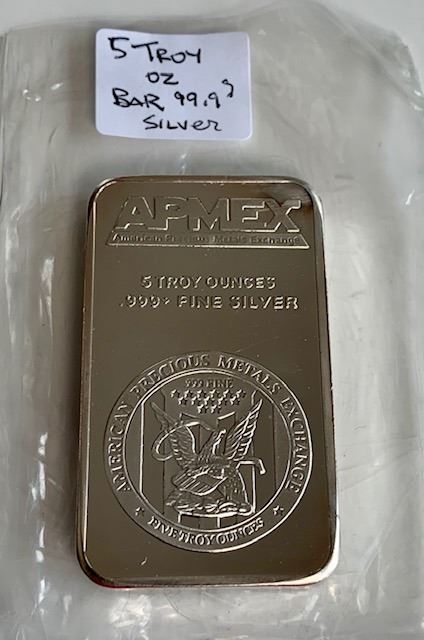 5 TROY
OZ
BAR 99.99
SILVER
APMEX
American Precious Metals Exchange
5 TROY OUNCES
.999+ FINE SILVER
AMERICAN PRECIOUS METALS EXCHANGE
.999 FINE
FIVE TROY OUNCES